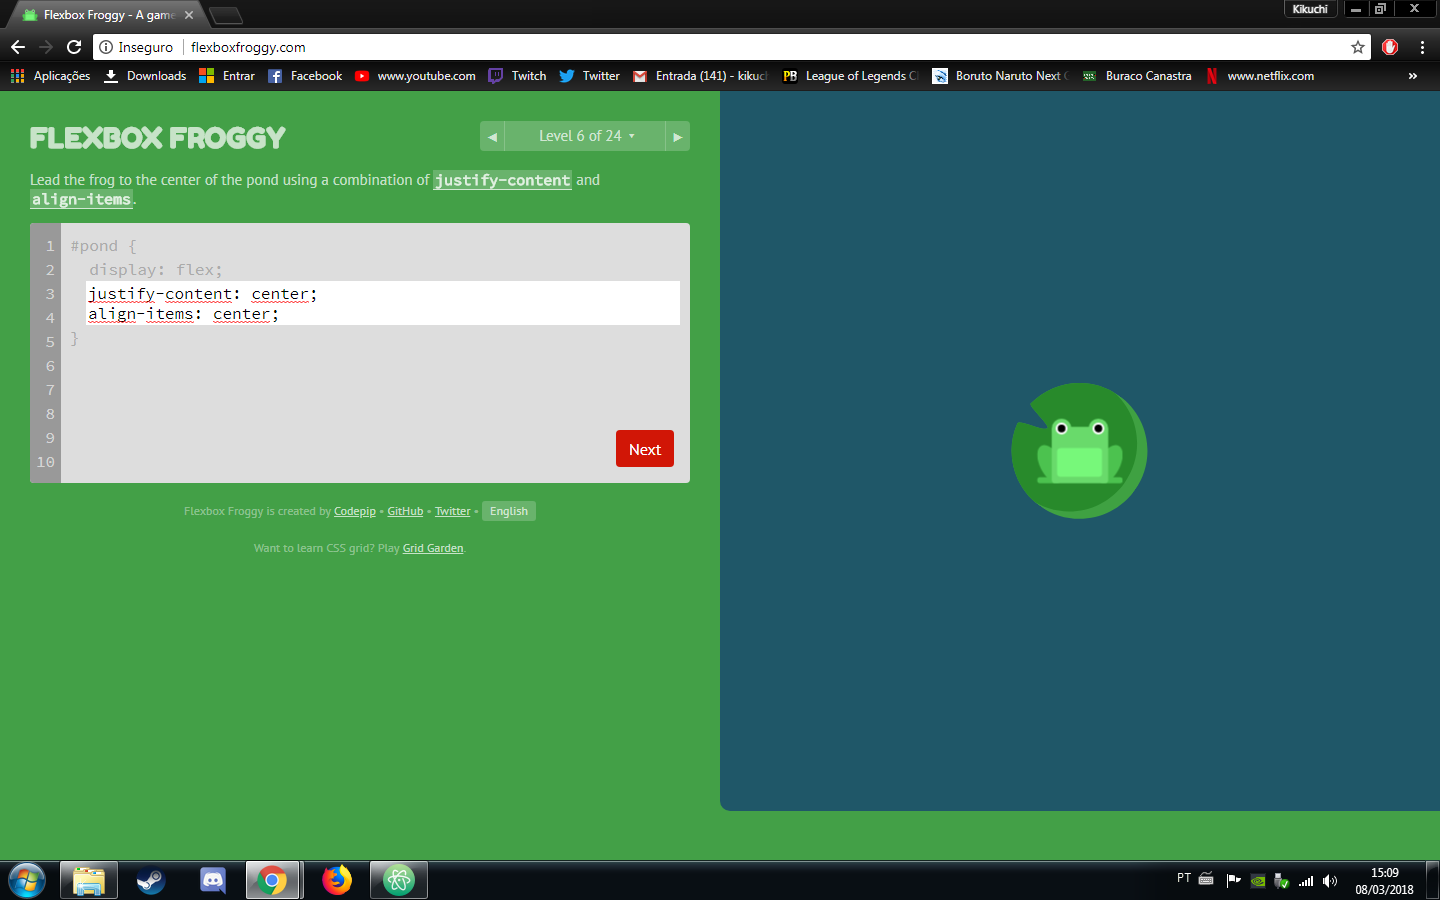 Flexbox Froggy - A game
Kikuchi
Inseguro flexboxfroggy.com
Aplicações Downloads Entrar Facebook www.youtube.com Twitch Twitter Entrada (141) - kikuch League of Legends Boruto Naruto Next Buraco Canastra www.netflix.com »
FLEXBOX FROGGY
◀ Level 6 of 24 ▾ ▶
Lead the frog to the center of the pond using a combination of justify-content and
align-items.
1 #pond {
2 display: flex;
3 justify-content: center;
4 align-items: center;
5 }
6
7
8
9
10
Next
Flexbox Froggy is created by Codepip • GitHub • Twitter • English
Want to learn CSS grid? Play Grid Garden.
PT
15:09
08/03/2018